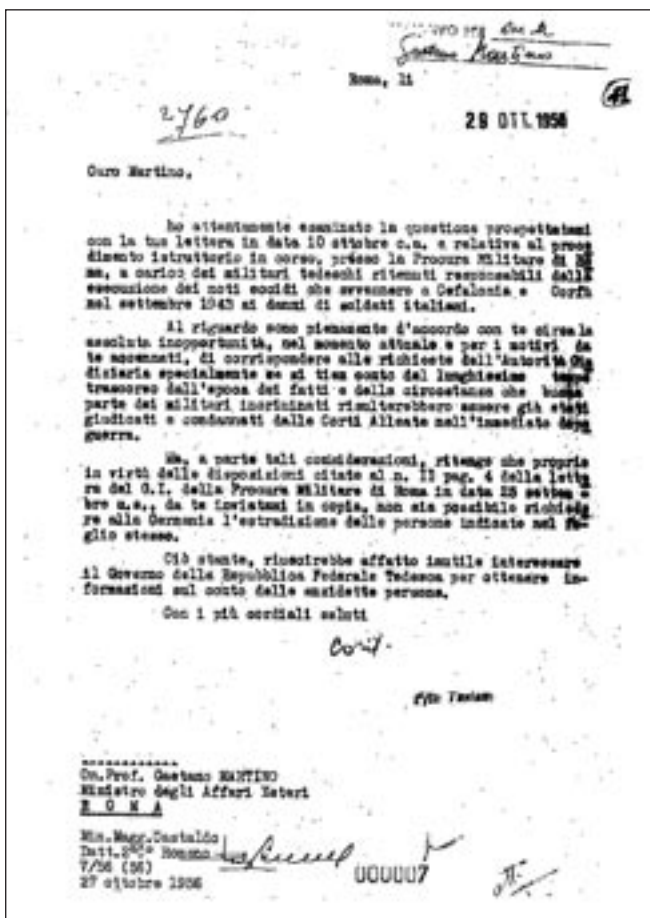 Roma, li
2760
29 OTT. 1956
Caro Martino,
ho attentamente esaminato la questione prospettatami
con la tua lettera in data 10 ottobre c.a. e relativa al proce
dimento istruttorio in corso, presso la Procura Militare di Ro
ma, a carico dei militari tedeschi ritenuti responsabili della
esecuzione dei noti eccidi che avvennero a Cefalonia e Corfù
nel settembre 1943 ai danni di soldati italiani.
Al riguardo sono pienamente d'accordo con te circa la
assoluta inopportunità, nel momento attuale e per i motivi da
te accennati, di corrispondere alle richieste dell'Autorità Giu
diziaria specialmente se si tien conto del lunghissimo tempo
trascorso dall'epoca dei fatti e della circostanza che buona
parte dei militari incriminati risulterebbero essere già stati
giudicati e condannati dalle Corti Alleate nell'immediato dopo
guerra.
Ma, a parte tali considerazioni, ritengo che proprio
in virtù delle disposizioni citate al n. II pag. 4 della lette
ra del G.I. della Procura Militare di Roma in data 25 settem
bre u.s., da te inviatami in copia, non sia possibile richiede
re alla Germania l'estradizione delle persone indicate nel fo
glio stesso.
Ciò stante, riuscirebbe affatto inutile interessare
il Governo della Repubblica Federale Tedesca per ottenere in-
formazioni sul conto delle anzidette persone.
Con i più cordiali saluti
On.Prof. Gaetano MARTINO
Ministro degli Affari Esteri
R O M A
Min.Magg.Castaldo
Datt. Romano
7/56 (56)
27 ottobre 1956
000007